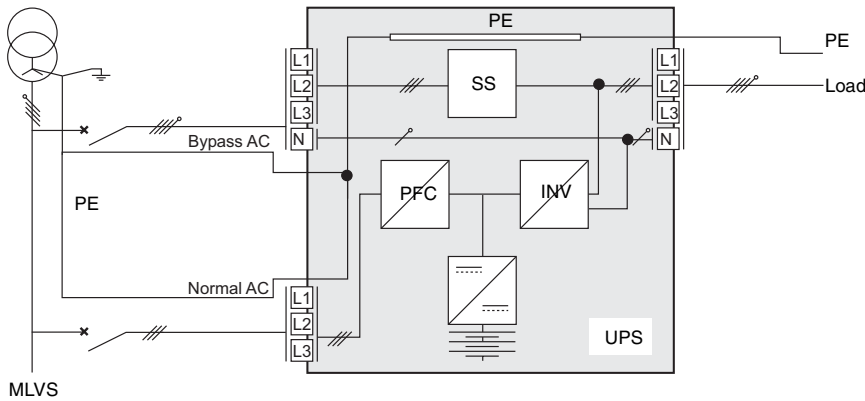 PE
PE
L1
L2
L3
N
SS
L1
L2
L3
N
Load
Bypass AC
PE
PFC
INV
Normal AC
L1
L2
L3
UPS
MLVS